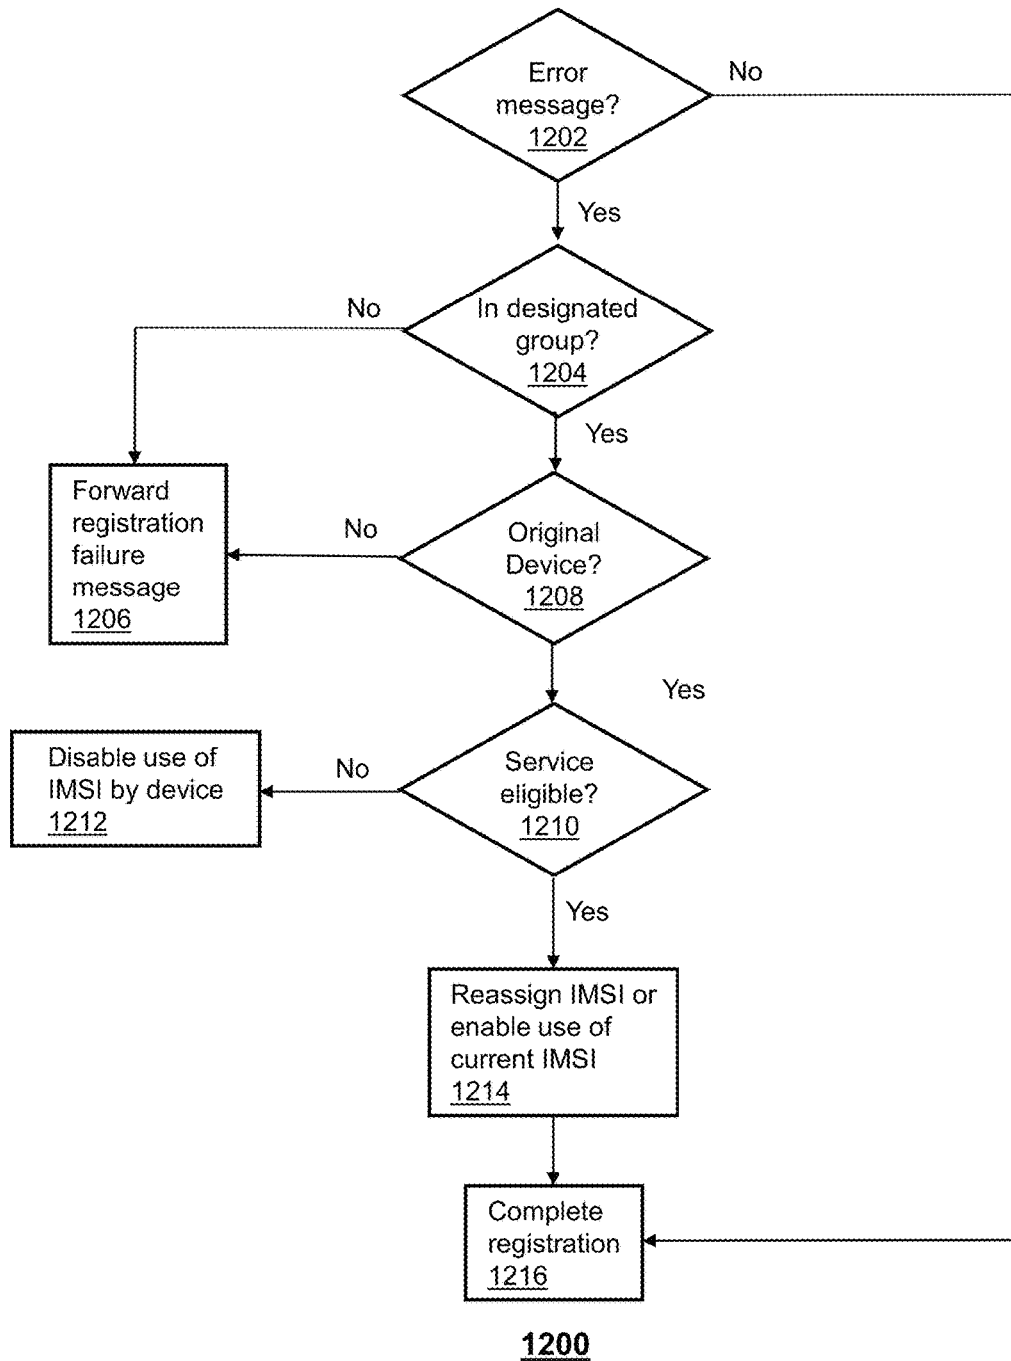 Error
message?
1202
No
Yes
In designated
group?
1204
No
Yes
Forward
registration
failure
message
1206
No
Original
Device?
1208
Yes
Disable use of
IMSI by device
1212
No
Service
eligible?
1210
Yes
Reassign IMSI or
enable use of
current IMSI
1214
Complete
registration
1216
1200